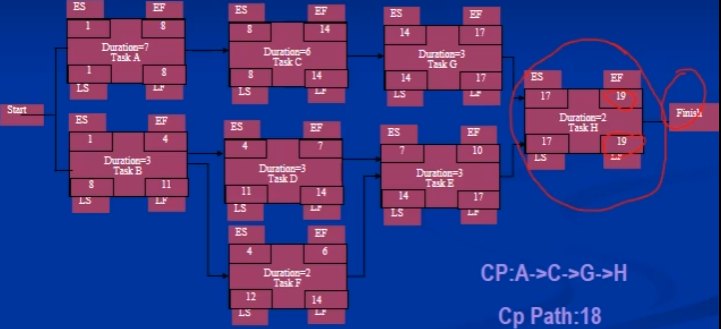 ES EF
1 8
Duration=7
Task A
1 8
LS LF
ES EF
8 14
Duration=6
Task C
8 14
LS LF
ES EF
14 17
Duration=3
Task G
14 17
LS LF
ES EF
17 19
Duration=2
Task H
17 19
LS LF
Start
Finish
ES EF
1 4
Duration=3
Task B
8 11
LS LF
ES EF
4 7
Duration=3
Task D
11 14
LS LF
ES EF
7 10
Duration=3
Task E
14 17
LS LF
ES EF
4 6
Duration=2
Task F
12 14
LS LF
CP:A->C->G->H
Cp Path:18